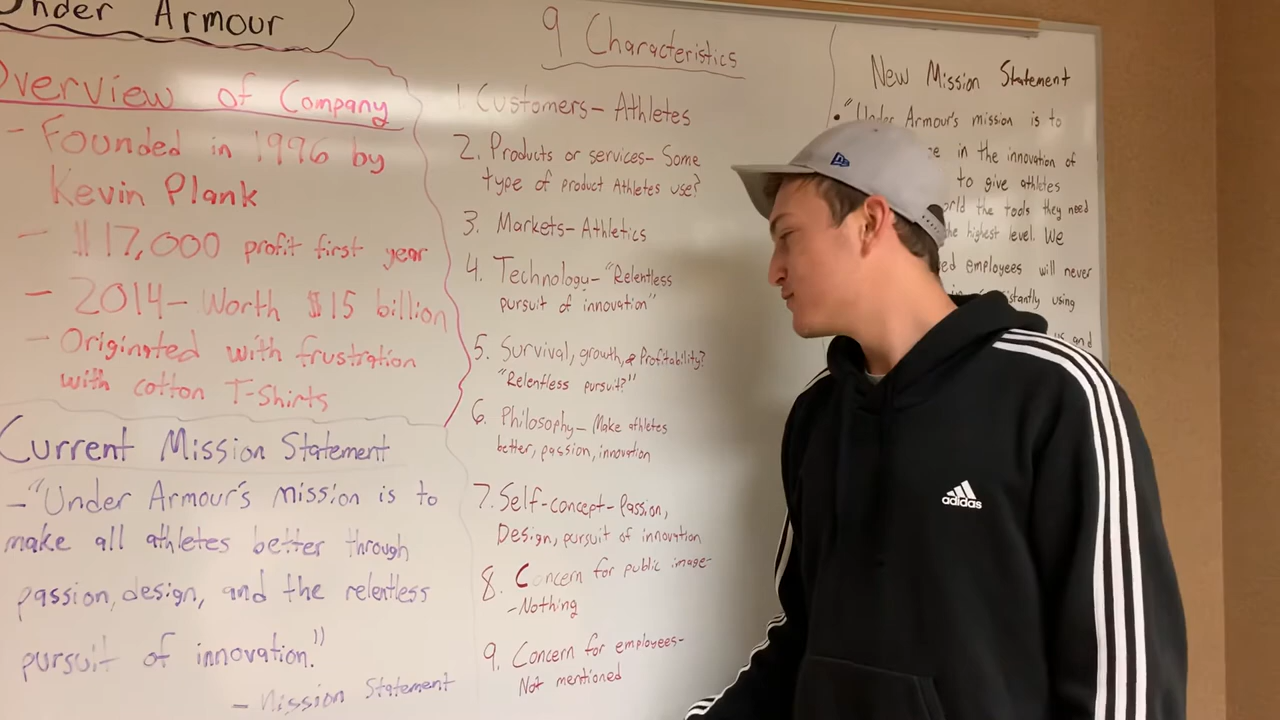 Under Armour
Overview of Company
- Founded in 1996 by
Kevin Plank
- $17,000 profit first year
- 2014- Worth $15 billion
- Originated with frustration
with cotton T-Shirts
Current Mission Statement
- "Under Armour's mission is to
make all athletes better through
passion, design, and the relentless
pursuit of innovation."
- Mission Statement
9 Characteristics
1. Customers- Athletes
2. Products or services- Some
type of product Athletes use?
3. Markets- Athletics
4. Technology- "Relentless
pursuit of innovation"
5. Survival, growth, & Profitability?
"Relentless pursuit?"
6. Philosophy- Make athletes
better, passion, innovation
7. Self-concept- Passion,
Design, pursuit of innovation
8. Concern for public image-
- Nothing
9. Concern for employees-
Not mentioned
New Mission Statement
• "Under Armour's mission is to
in the innovation of
to give athletes
the tools they need
highest level. We
employees will never
using
and
adidas